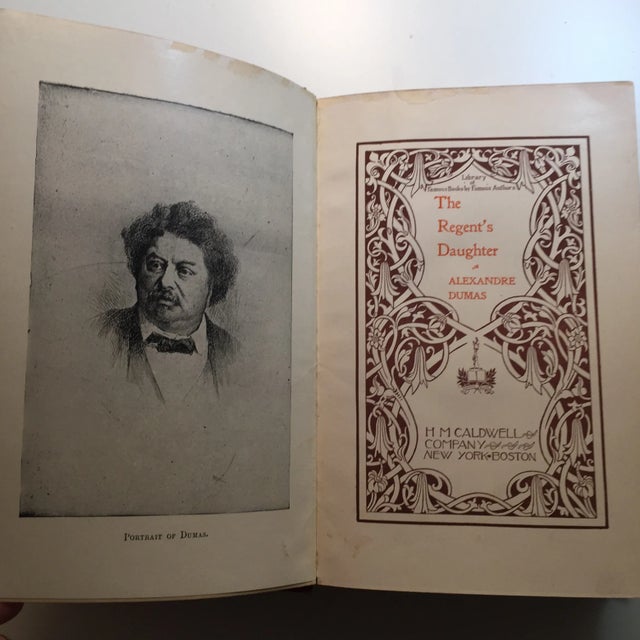 PORTRAIT OF DUMAS.
Library
of
Famous Books by Famous Authors
The
Regent's
Daughter
ALEXANDRE
DUMAS
H M CALDWELL
COMPANY
NEW YORK•BOSTON